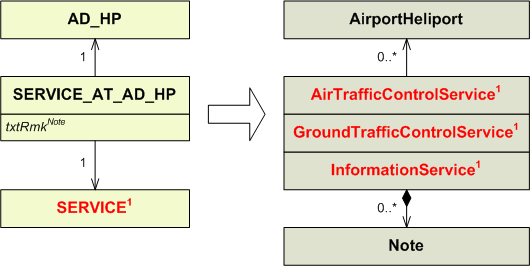 AD_HP
1
SERVICE_AT_AD_HP
txtRmkNote
1
SERVICE1
AirportHeliport
0..*
AirTrafficControlService1
GroundTrafficControlService1
InformationService1
0..*
Note